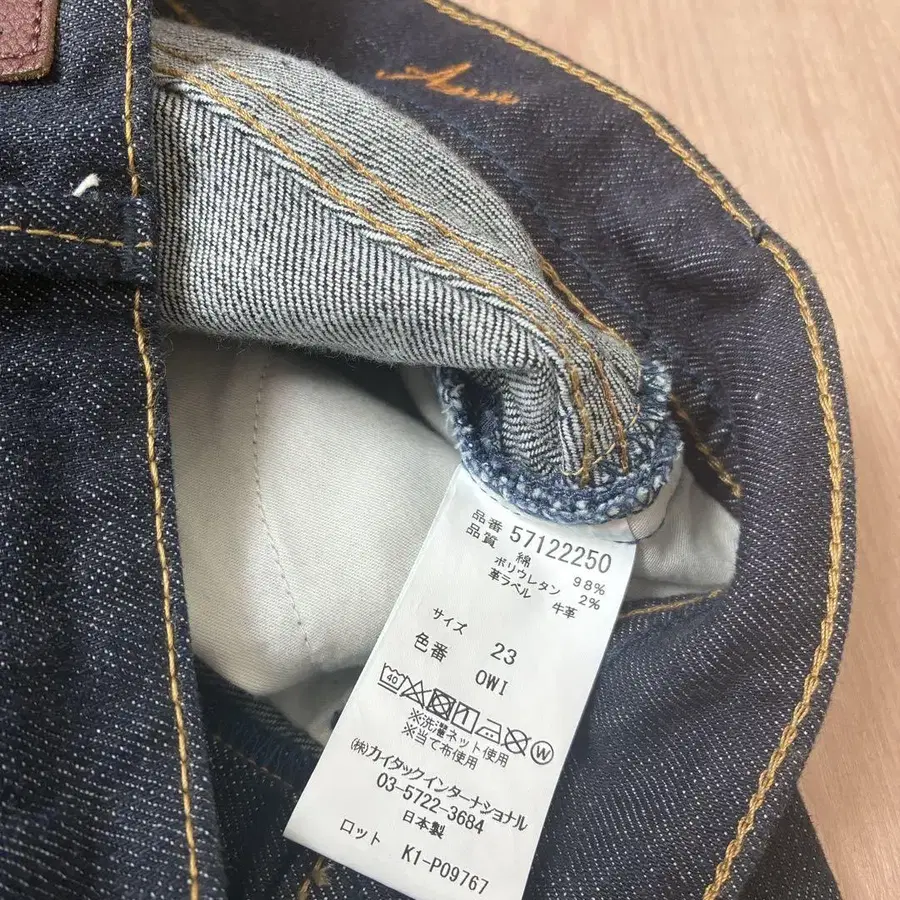 品番 57122250
品質 綿 98%
ポリウレタン 2%
革ラベル 牛革
サイズ 23
色番 OWI
40 W
※洗濯ネット使用
※当て布使用
(株)カイタックインターナショナル
03-5722-3684
日本製
ロット K1-P09767